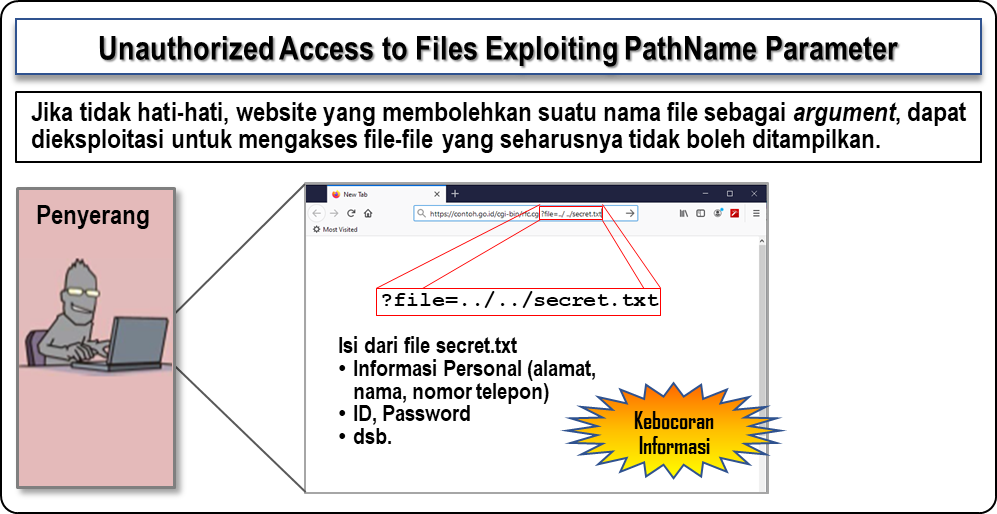 Unauthorized Access to Files Exploiting PathName Parameter
Jika tidak hati-hati, website yang membolehkan suatu nama file sebagai argument, dapat
dieksploitasi untuk mengakses file-file yang seharusnya tidak boleh ditampilkan.
Penyerang
New Tab
https://contoh.go.id/cgi-bin/rfc.cg ?file=../ ../secret.txt
Most Visited
?file=../../secret.txt
Isi dari file secret.txt
• Informasi Personal (alamat,
nama, nomor telepon)
• ID, Password
• dsb.
Kebocoran
Informasi